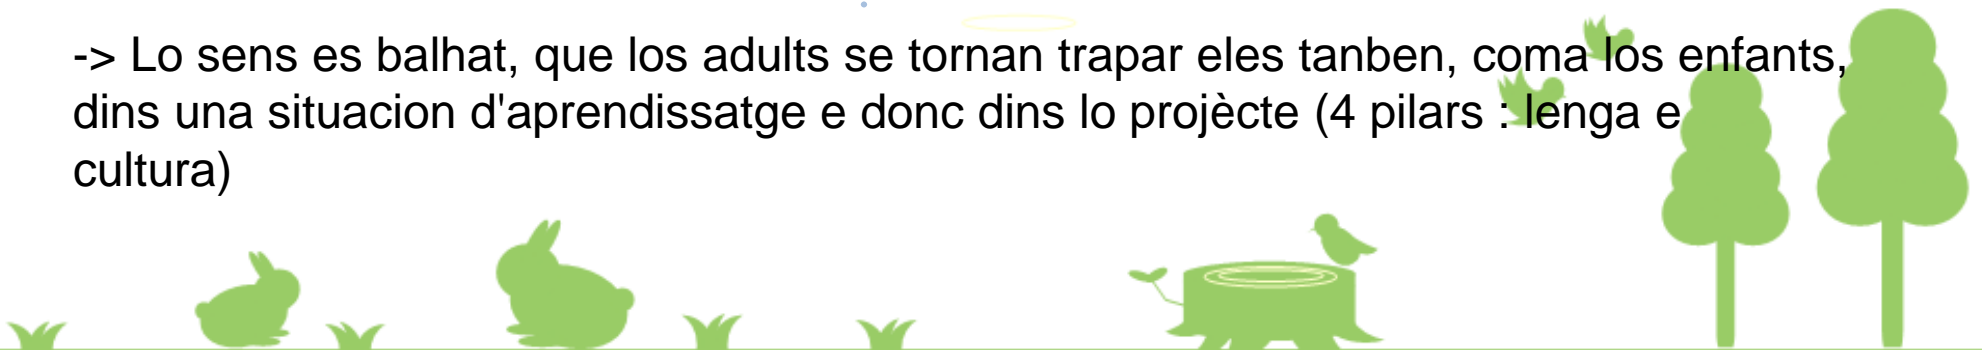 -> Lo sens es balhat, que los adults se tornan trapar eles tanben, coma los enfants,
dins una situacion d'aprendissatge e donc dins lo projècte (4 pilars : lenga e
cultura)